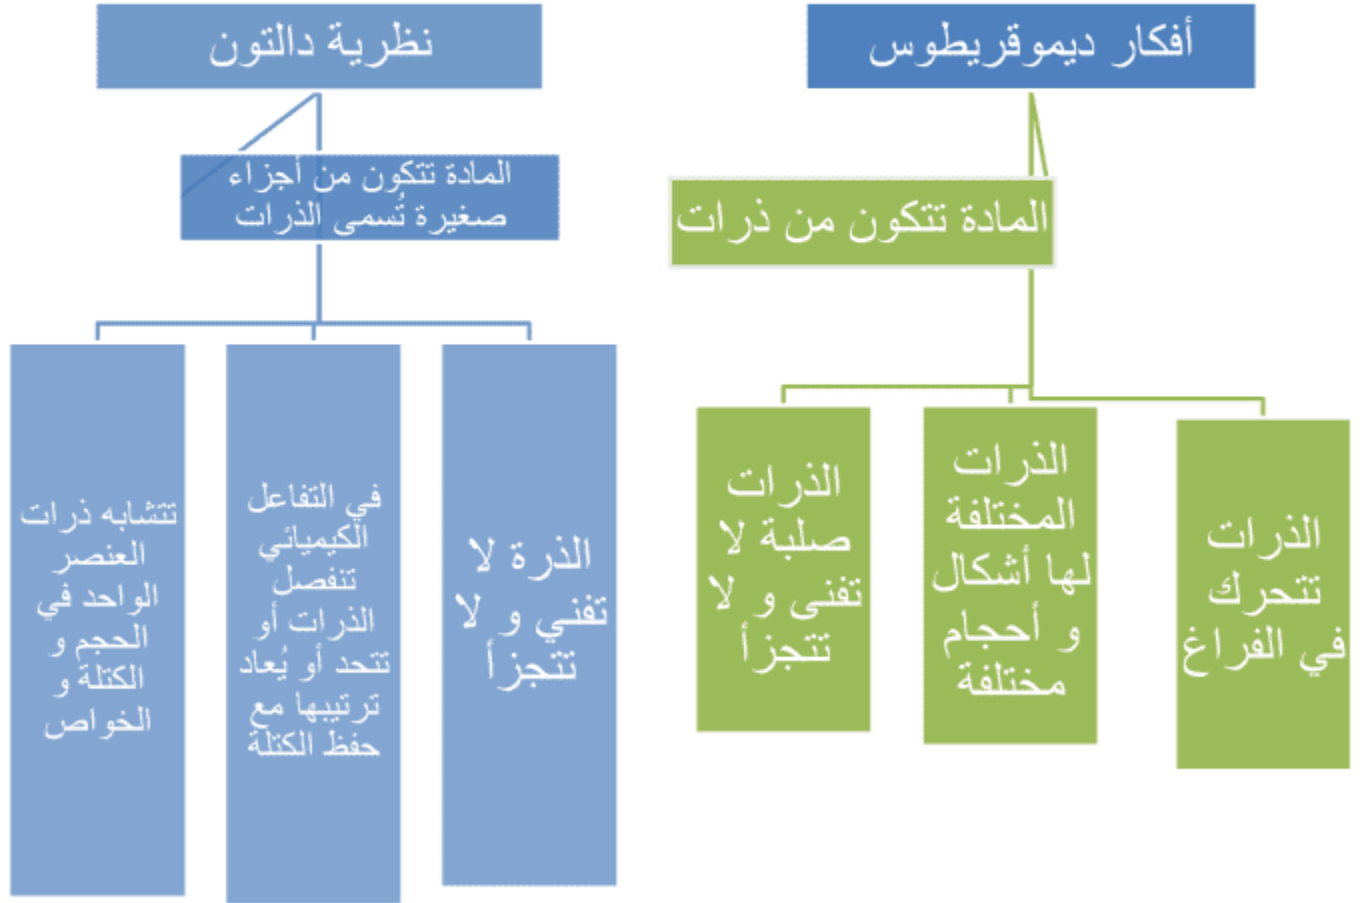 أفكار ديموقريطوس
المادة تتكون من ذرات
الذرات
تتحرك
في الفراغ
الذرات
المختلفة
لها أشكال
و أحجام
مختلفة
الذرات
صلبة لا
تفنى و لا
تتجزأ
نظرية دالتون
المادة تتكون من أجزاء
صغيرة تُسمى الذرات
الذرة لا
تفني و لا
تتجزأ
في التفاعل
الكيميائي
تنفصل
الذرات أو
تتحد أو يُعاد
ترتيبها مع
حفظ الكتلة
تتشابه ذرات
العنصر
الواحد في
الحجم و
الكتلة و
الخواص